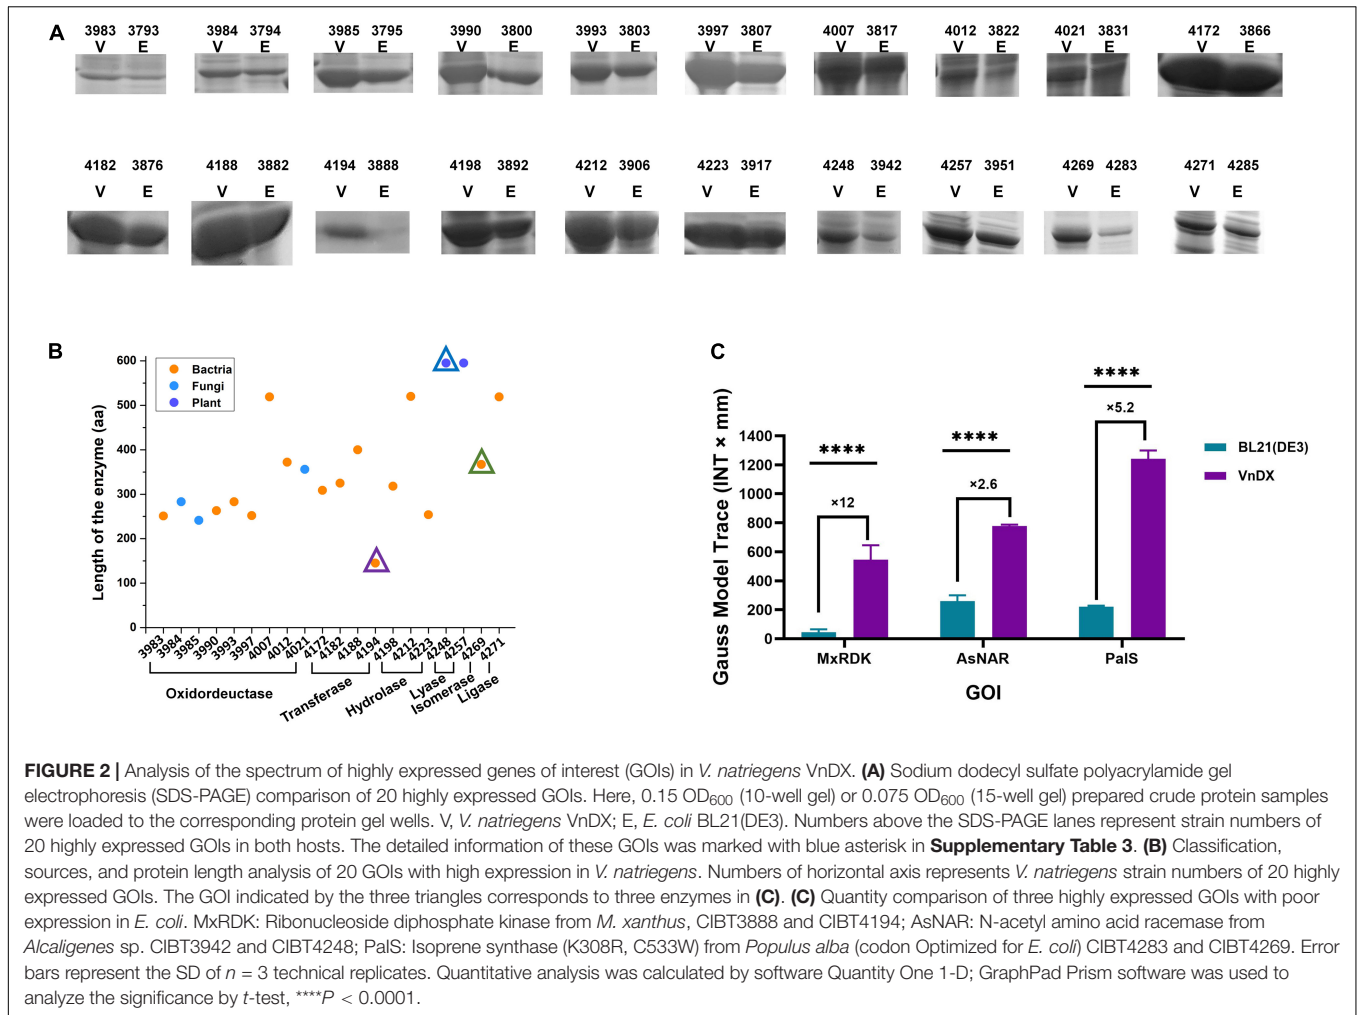 A
3983 3793 3984 3794 3985 3795 3990 3800 3993 3803 3997 3807 4007 3817 4012 3822 4021 3831 4172 3866
V E V E V E V E V E V E V E V E V E V E
4182 3876 4188 3882 4194 3888 4198 3892 4212 3906 4223 3917 4248 3942 4257 3951 4269 4283 4271 4285
V E V E V E V E V E V E V E V E V E V E
B
Length of the enzyme (aa)
600
500
400
300
200
100
0
Bactria
Fungi
Plant
3983 3984 3985 3990 3993 3997 4007 4012 4021 4172 4182 4188 4194 4198 4212 4223 4248 4257 4269 4271
Oxidordeuctase
Transferase
Hydrolase
Lyase
Isomerase
Ligase
C
Gauss Model Trace (INT × mm)
1400
1200
1000
800
600
400
200
0
****
×12
****
×2.6
****
×5.2
BL21(DE3)
VnDX
MxRDK AsNAR PaIS
GOI
FIGURE 2 | Analysis of the spectrum of highly expressed genes of interest (GOIs) in V. natriegens VnDX. (A) Sodium dodecyl sulfate polyacrylamide gel
electrophoresis (SDS-PAGE) comparison of 20 highly expressed GOIs. Here, 0.15 OD600 (10-well gel) or 0.075 OD600 (15-well gel) prepared crude protein samples
were loaded to the corresponding protein gel wells. V, V. natriegens VnDX; E, E. coli BL21(DE3). Numbers above the SDS-PAGE lanes represent strain numbers of
20 highly expressed GOIs in both hosts. The detailed information of these GOIs was marked with blue asterisk in Supplementary Table 3. (B) Classification,
sources, and protein length analysis of 20 GOIs with high expression in V. natriegens. Numbers of horizontal axis represents V. natriegens strain numbers of 20 highly
expressed GOIs. The GOI indicated by the three triangles corresponds to three enzymes in (C). (C) Quantity comparison of three highly expressed GOIs with poor
expression in E. coli. MxRDK: Ribonucleoside diphosphate kinase from M. xanthus, CIBT3888 and CIBT4194; AsNAR: N-acetyl amino acid racemase from
Alcaligenes sp. CIBT3942 and CIBT4248; PaIS: Isoprene synthase (K308R, C533W) from Populus alba (codon Optimized for E. coli) CIBT4283 and CIBT4269. Error
bars represent the SD of n = 3 technical replicates. Quantitative analysis was calculated by software Quantity One 1-D; GraphPad Prism software was used to
analyze the significance by t-test, ****P < 0.0001.